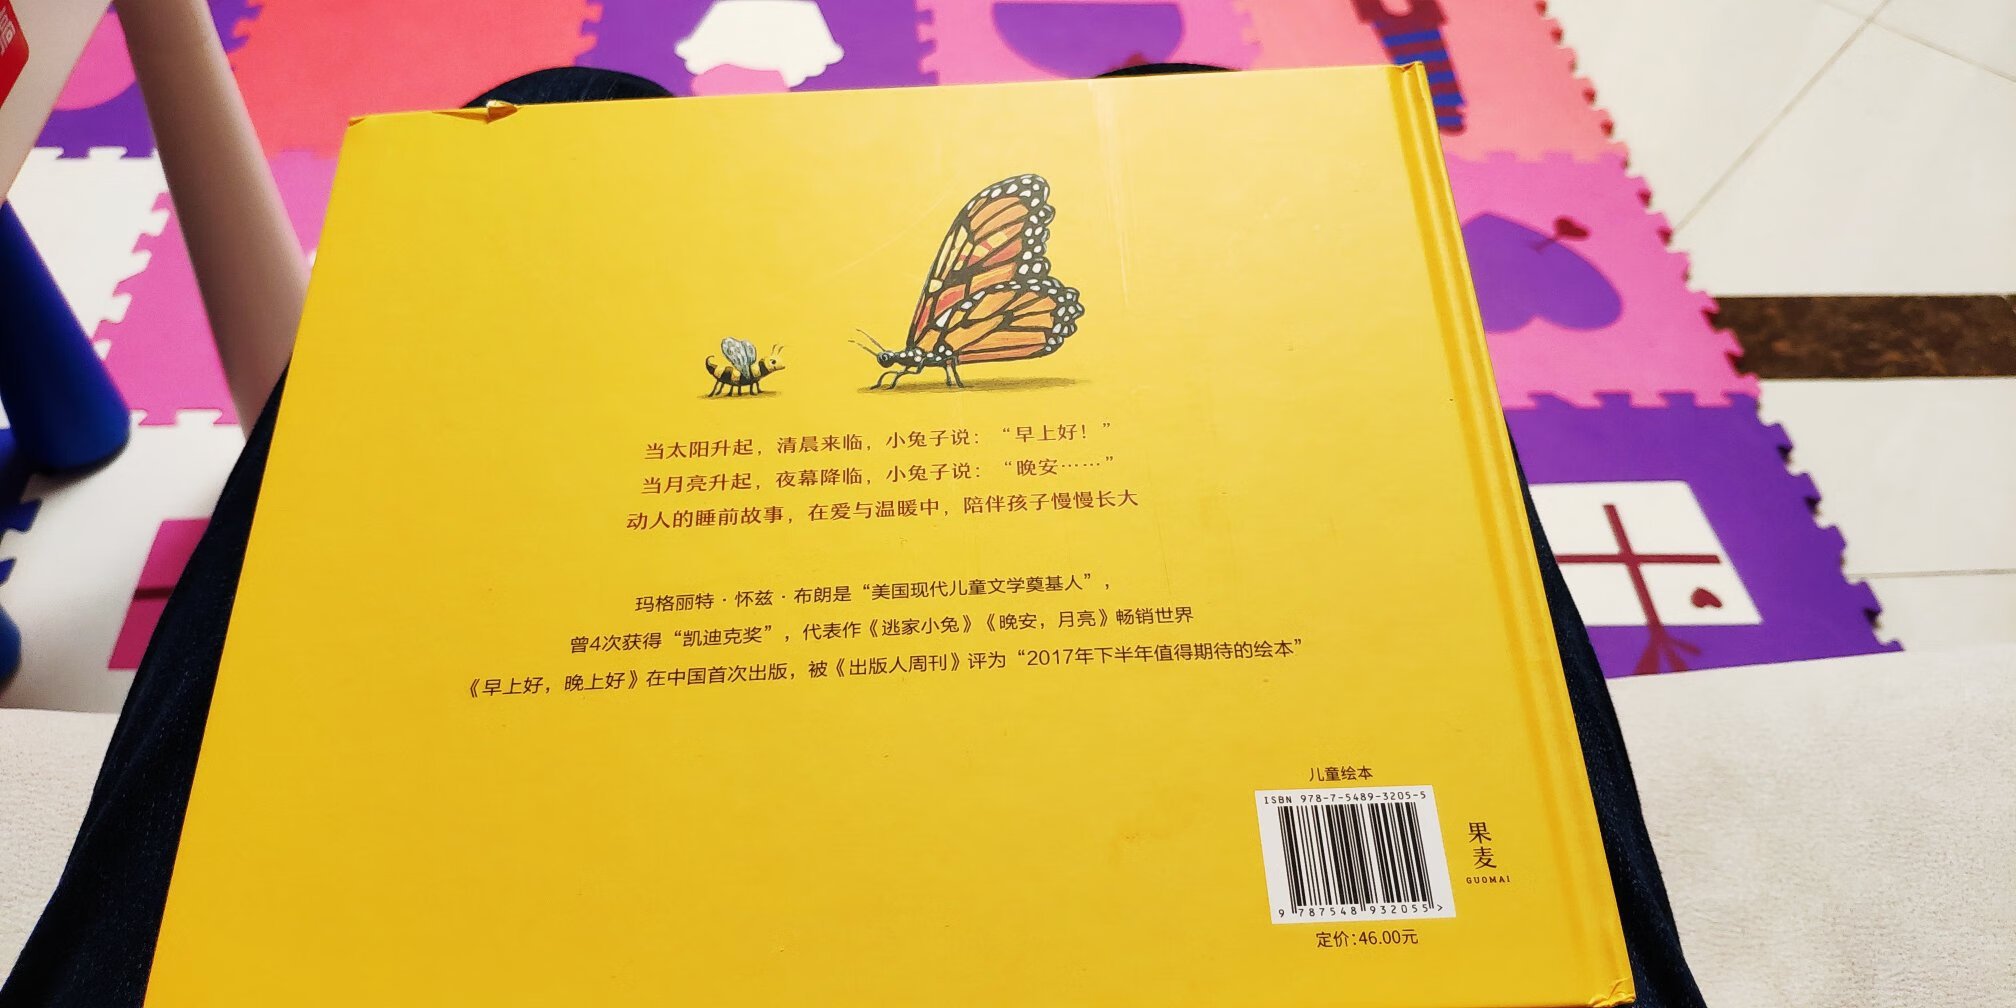 当太阳升起，清晨来临，小兔子说：“早上好！”
当月亮升起，夜幕降临，小兔子说：“晚安……”
动人的睡前故事，在爱与温暖中，陪伴孩子慢慢长大
玛格丽特·怀兹·布朗是“美国现代儿童文学奠基人”，
曾4次获得“凯迪克奖”，代表作《逃家小兔》《晚安，月亮》畅销世界
《早上好，晚上好》在中国首次出版，被《出版人周刊》评为“2017年下半年值得期待的绘本”
儿童绘本
ISBN 978-7-5489-3205-5
9 787548 932055 >
定价:46.00元
果麦
GUOMAI